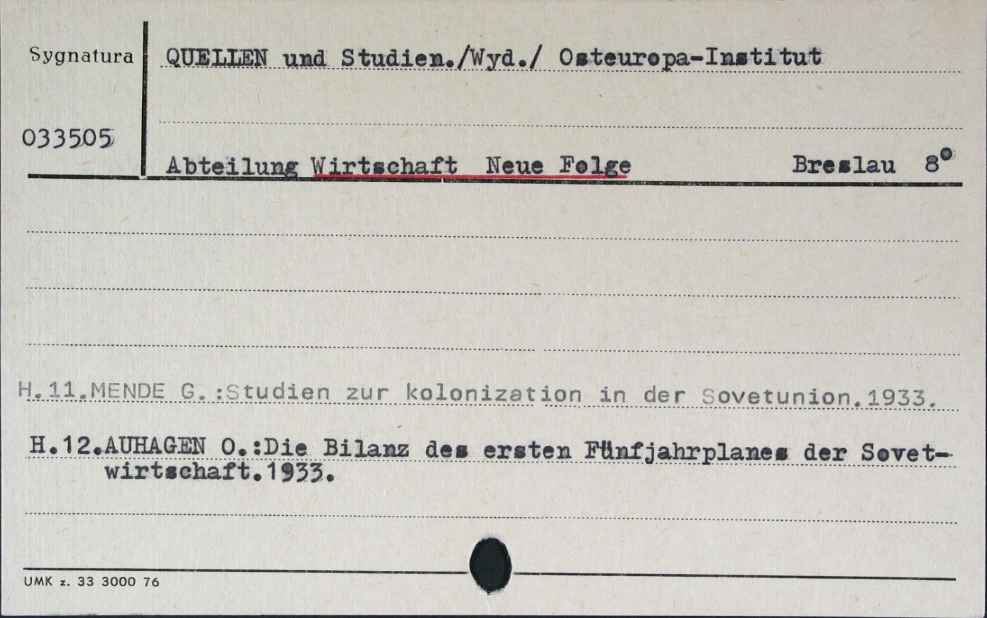 Sygnatura
QUELLEN und Studien./Wyd./ Osteuropa-Institut
033505
Abteilung Wirtschaft Neue Folge Breslau 8°
H.11.MENDE G.:Studien zur kolonization in der Sovetunion.1933.
H.12.AUHAGEN O.:Die Bilanz des ersten Fünfjahrplanes der Sovet-
wirtschaft.1933.
UMK z. 33 3000 76